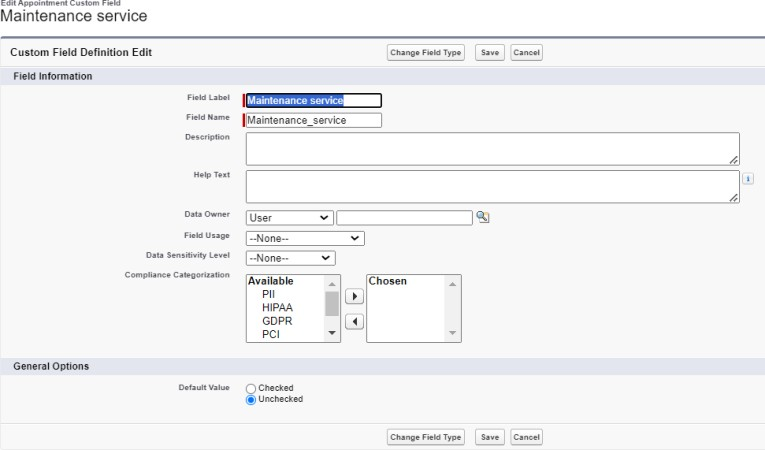 Edit Appointment Custom Field
Maintenance service
Custom Field Definition Edit Change Field Type Save Cancel
Field Information
Field Label Maintenance service
Field Name Maintenance_service
Description
Help Text i
Data Owner User
Field Usage --None--
Data Sensitivity Level --None--
Compliance Categorization Available Chosen
PII
HIPAA
GDPR
PCI
General Options
Default Value Checked
Unchecked
Change Field Type Save Cancel